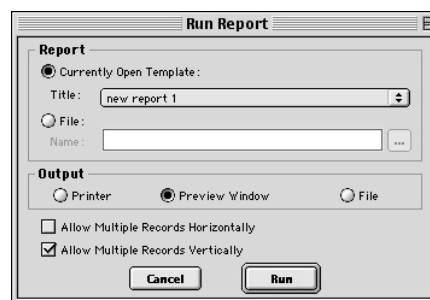 Run Report
Report
Currently Open Template:
Title: new report 1
File:
Name:
...
Output
Printer Preview Window File
Allow Multiple Records Horizontally
Allow Multiple Records Vertically
Cancel Run